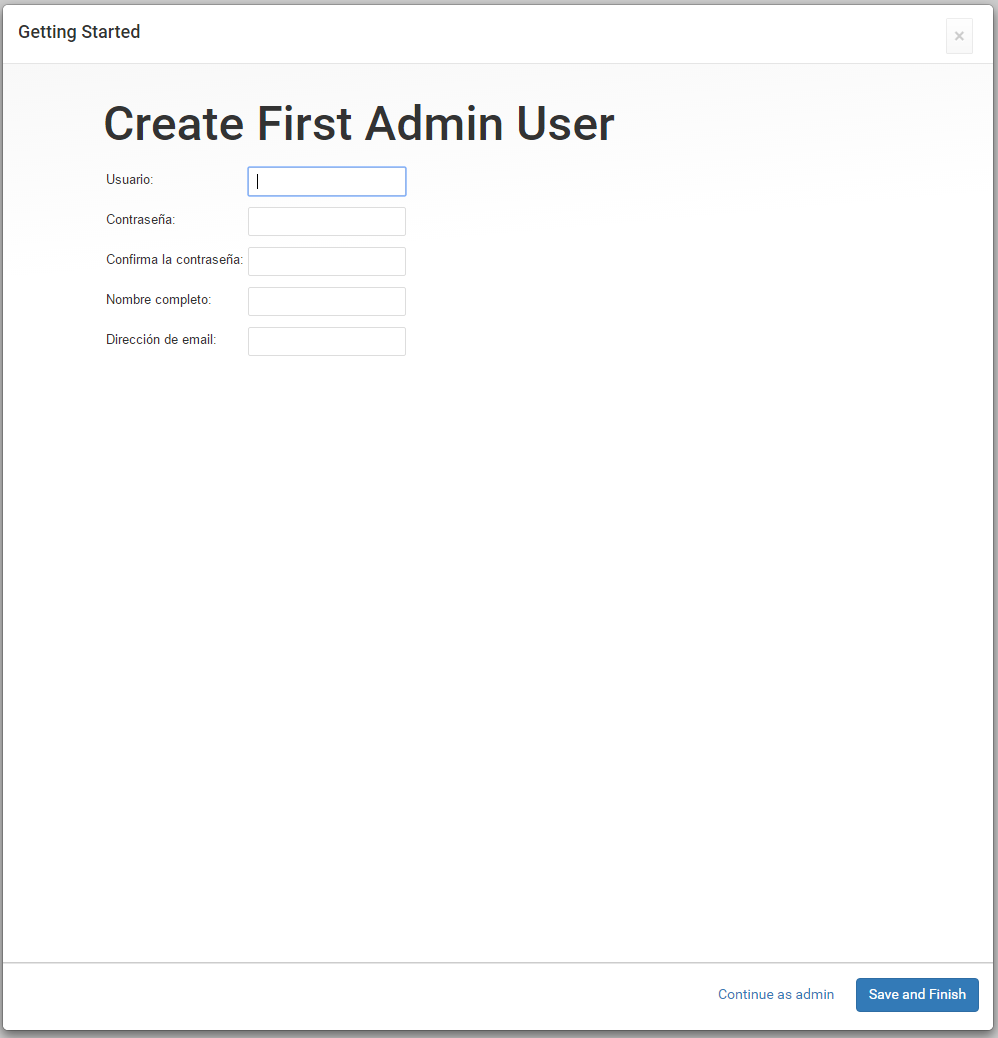 Getting Started
×
Create First Admin User
Usuario:
Contraseña:
Confirma la contraseña:
Nombre completo:
Dirección de email:
Continue as admin Save and Finish